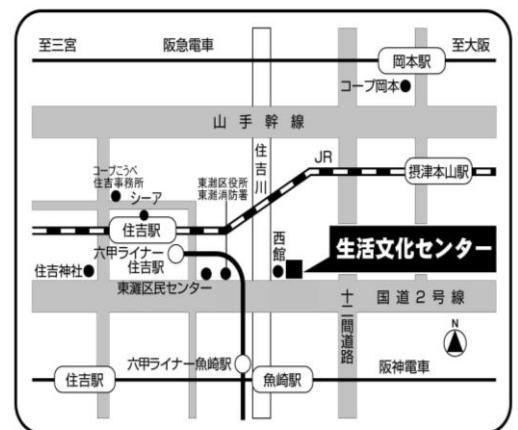 至三宮
阪急電車
岡本駅
至大阪
コープ岡本
山手幹線
住吉川
JR
摂津本山駅
コープこうべ
住吉事務所
シーア
東灘区役所
東灘消防署
住吉駅
六甲ライナー
住吉駅
西館
生活文化センター
住吉神社
東灘区民センター
十二間道路
国道2号線
N
六甲ライナー魚崎駅
阪神電車
住吉駅
魚崎駅